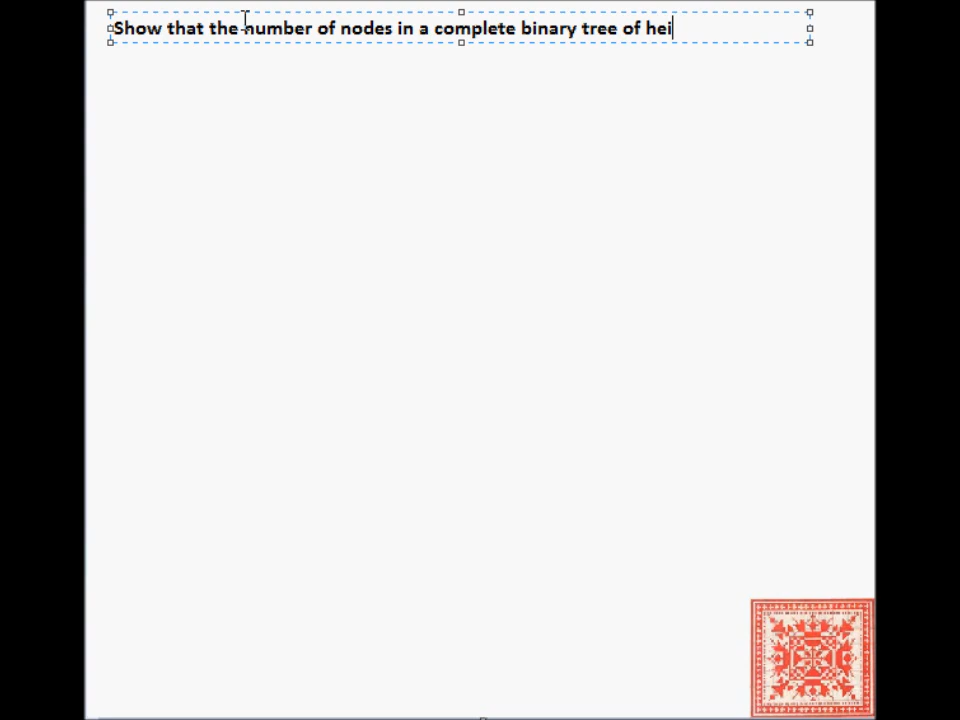 Show that the number of nodes in a complete binary tree of hei